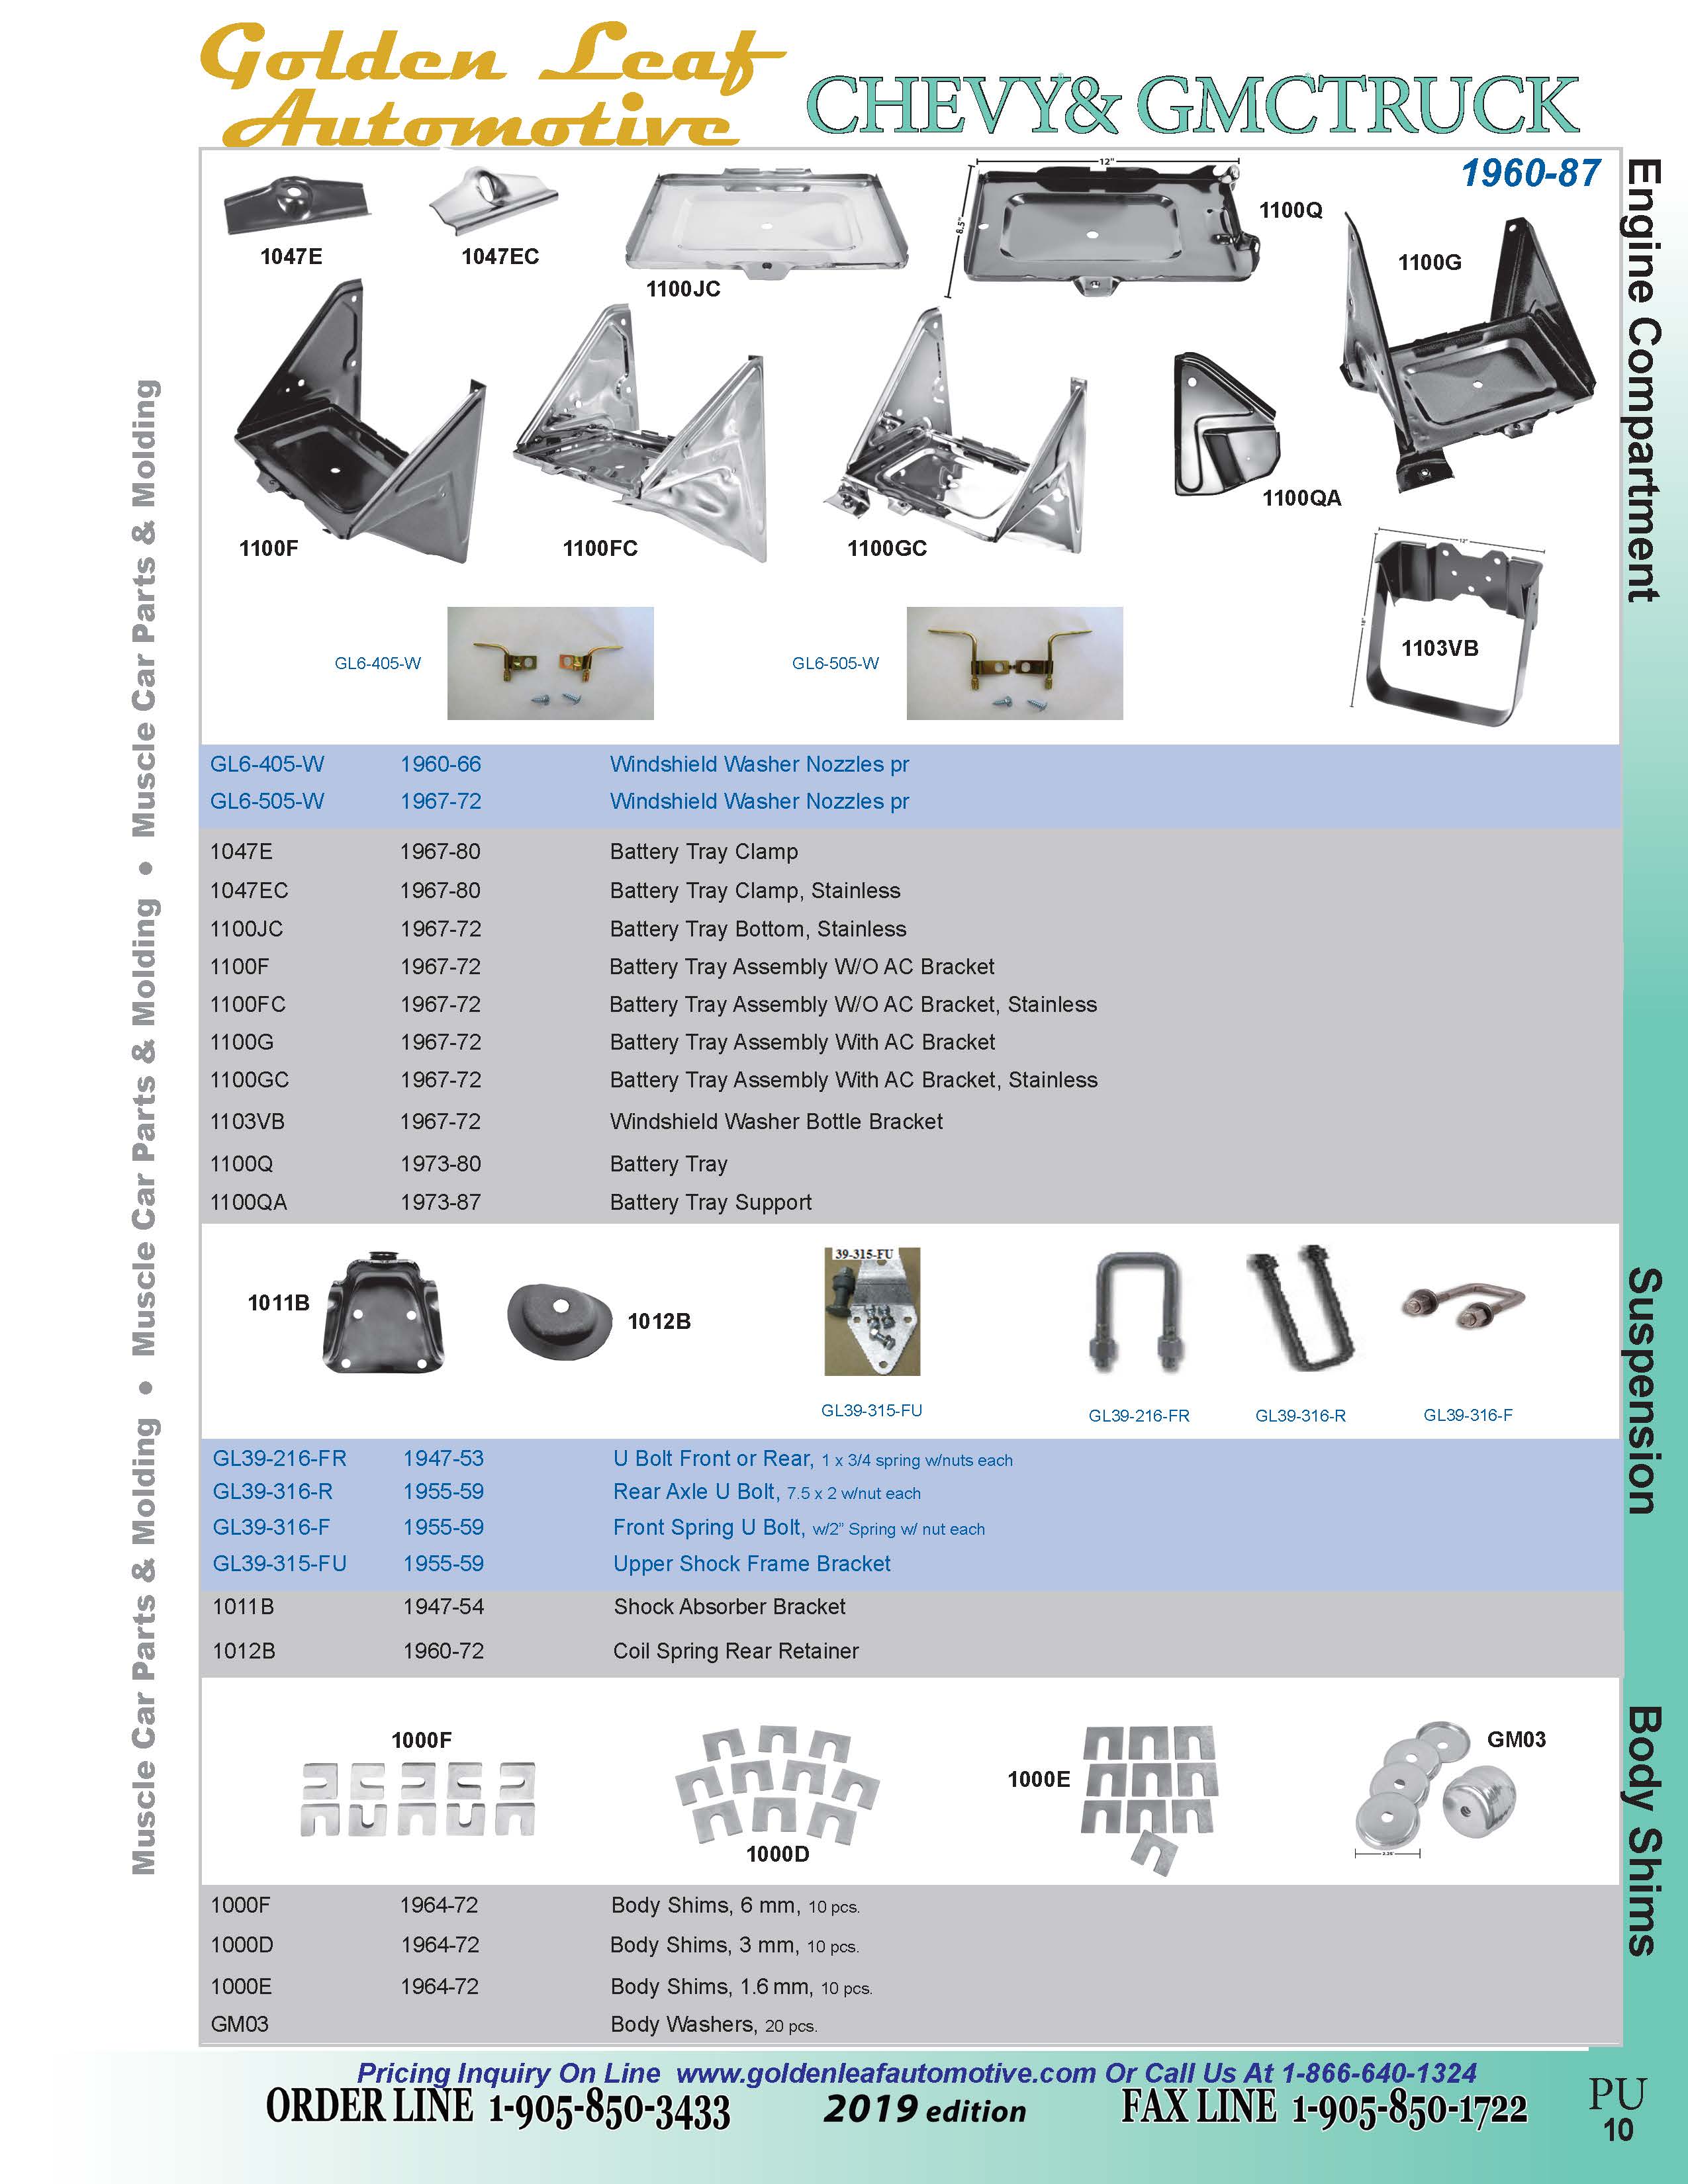 Golden Leaf
Automotive
CHEVY & GMC TRUCK
1960-87
Engine Compartment
1047E
1047EC
1100JC
12"
8.5"
1100Q
1100G
1100F
1100FC
1100GC
1100QA
12"
1103VB
GL6-405-W
GL6-505-W
GL6-405-W 1960-66 Windshield Washer Nozzles pr
GL6-505-W 1967-72 Windshield Washer Nozzles pr
1047E 1967-80 Battery Tray Clamp
1047EC 1967-80 Battery Tray Clamp, Stainless
1100JC 1967-72 Battery Tray Bottom, Stainless
1100F 1967-72 Battery Tray Assembly W/O AC Bracket
1100FC 1967-72 Battery Tray Assembly W/O AC Bracket, Stainless
1100G 1967-72 Battery Tray Assembly With AC Bracket
1100GC 1967-72 Battery Tray Assembly With AC Bracket, Stainless
1103VB 1967-72 Windshield Washer Bottle Bracket
1100Q 1973-80 Battery Tray
1100QA 1973-87 Battery Tray Support
Suspension
1011B
1012B
39-315-FU
GL39-315-FU
GL39-216-FR
GL39-316-R
GL39-316-F
GL39-216-FR 1947-53 U Bolt Front or Rear, 1 x 3/4 spring w/nuts each
GL39-316-R 1955-59 Rear Axle U Bolt, 7.5 x 2 w/nut each
GL39-316-F 1955-59 Front Spring U Bolt, w/2" Spring w/ nut each
GL39-315-FU 1955-59 Upper Shock Frame Bracket
1011B 1947-54 Shock Absorber Bracket
1012B 1960-72 Coil Spring Rear Retainer
Body Shims
1000F
1000D
1000E
GM03
1000F 1964-72 Body Shims, 6 mm, 10 pcs.
1000D 1964-72 Body Shims, 3 mm, 10 pcs.
1000E 1964-72 Body Shims, 1.6 mm, 10 pcs.
GM03 Body Washers, 20 pcs.
Muscle Car Parts & Molding • Muscle Car Parts & Molding • Muscle Car Parts & Molding
Pricing Inquiry On Line www.goldenleafautomotive.com Or Call Us At 1-866-640-1324
ORDER LINE 1-905-850-3433 2019 edition FAX LINE 1-905-850-1722
PU
10